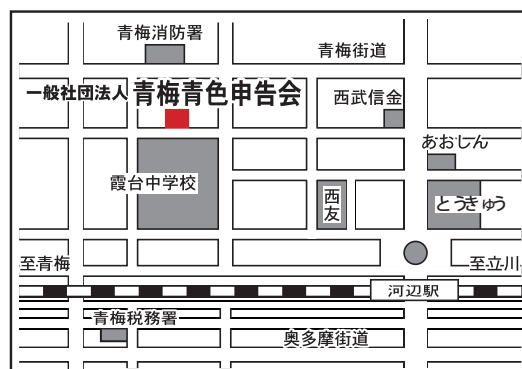 青梅消防署
青梅街道
一般社団法人 青梅青色申告会
西武信金
あおしん
霞台中学校
西友
とうきゅう
至青梅
至立川
河辺駅
青梅税務署
奥多摩街道